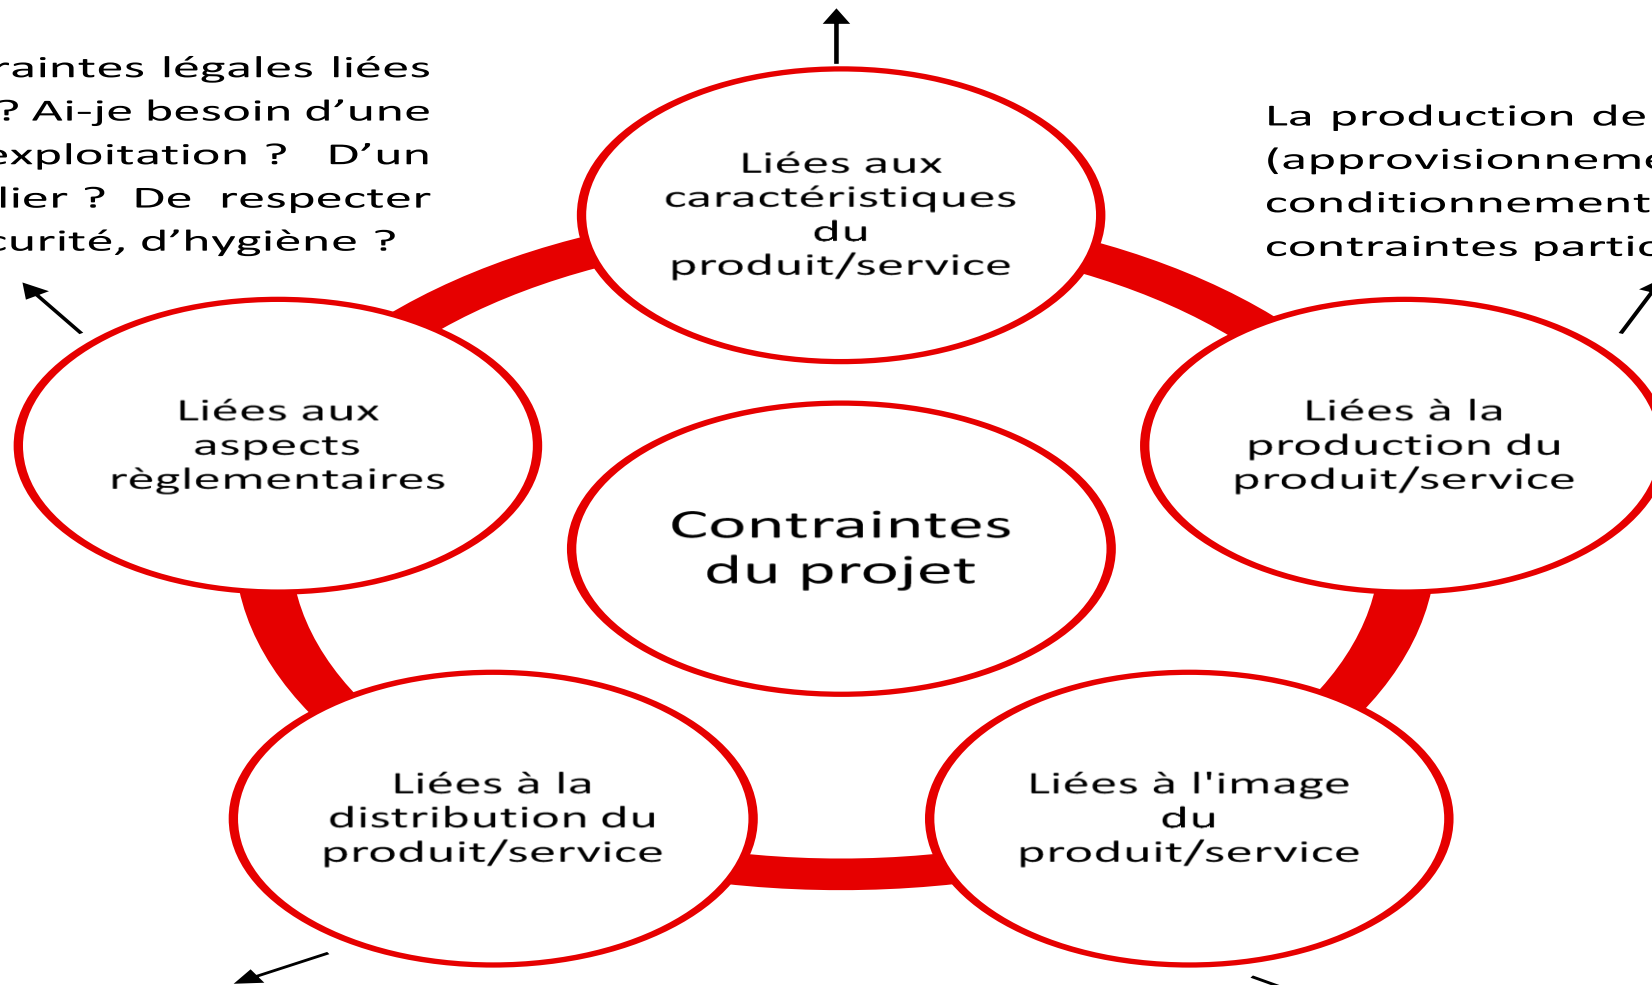 raintes légales liées
? Ai-je besoin d’une
exploitation ? D’un
lier ? De respecter
curité, d’hygiène ?
La production de
(approvisionneme
conditionnement
contraintes partic
Liées aux
caractéristiques
du
produit/service
Liées aux
aspects
règlementaires
Liées à la
production du
produit/service
Contraintes
du projet
Liées à la
distribution du
produit/service
Liées à l'image
du
produit/service